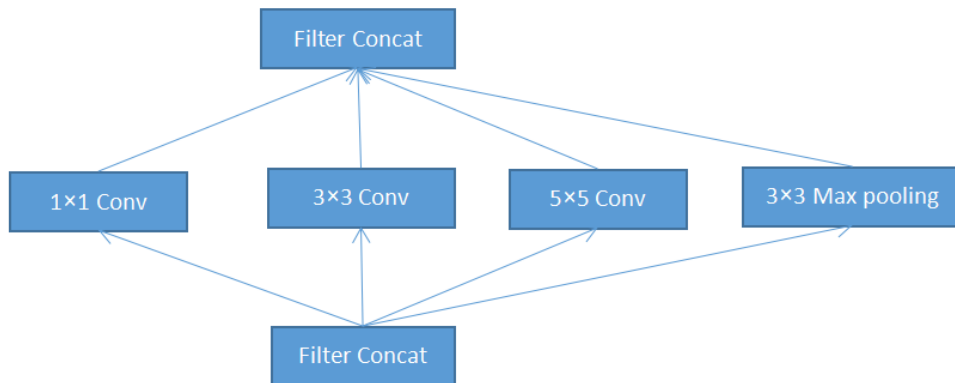 Filter Concat
1×1 Conv
3×3 Conv
5×5 Conv
3×3 Max pooling
Filter Concat